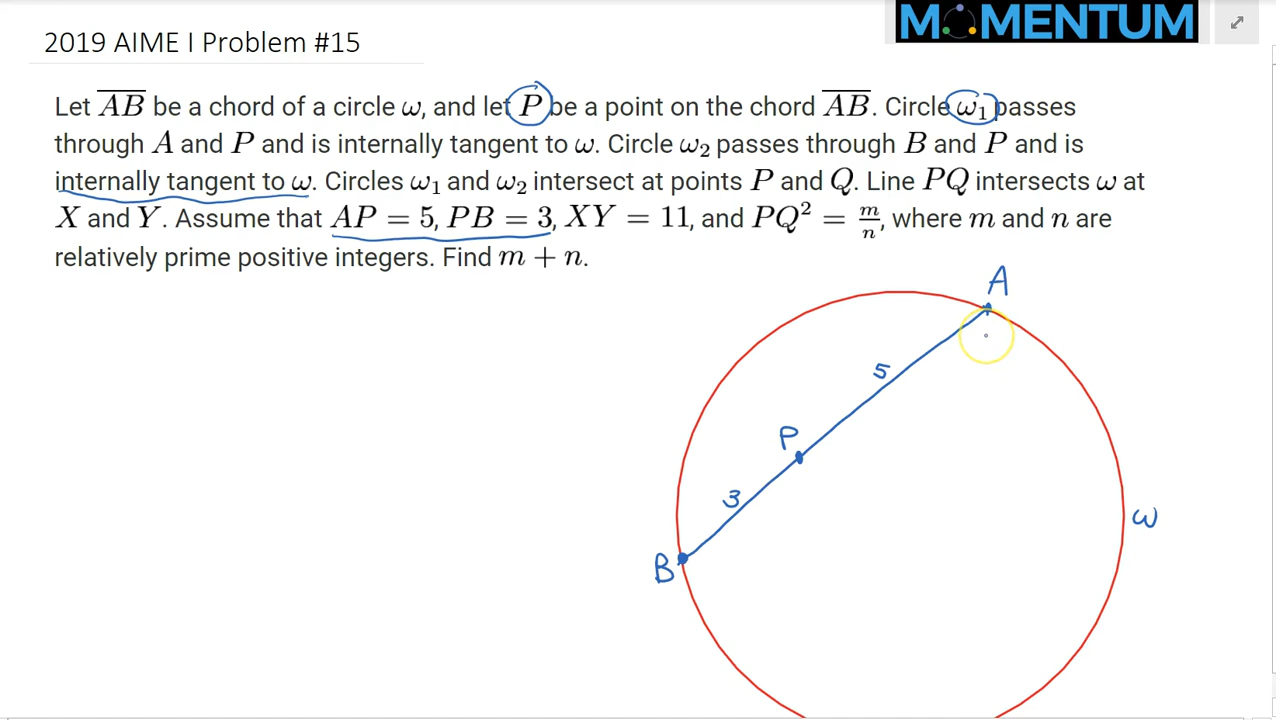 MOMENTUM
2019 AIME I Problem #15
Let $\overline{AB}$ be a chord of a circle ω, and let P be a point on the chord $\overline{AB}$. Circle ω₁ passes
through A and P and is internally tangent to ω. Circle ω₂ passes through B and P and is
internally tangent to ω. Circles ω₁ and ω₂ intersect at points P and Q. Line PQ intersects ω at
X and Y. Assume that AP = 5, PB = 3, XY = 11, and PQ² = $\frac{m}{n}$, where m and n are
relatively prime positive integers. Find m + n.
A
5
P
3
ω
B